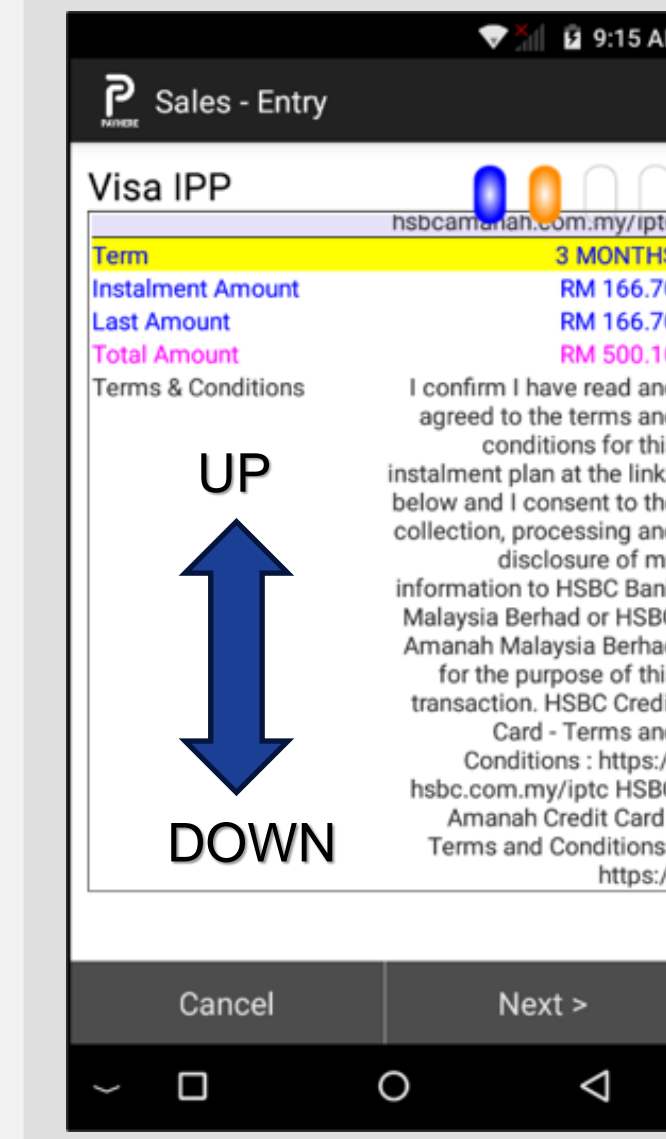 9:15 AM
PAYHERE
Sales - Entry
Visa IPP
hsbcamanah.com.my/iptc
Term 3 MONTHS
Instalment Amount RM 166.70
Last Amount RM 166.70
Total Amount RM 500.10
Terms & Conditions I confirm I have read and
agreed to the terms and
conditions for this
instalment plan at the link
below and I consent to the
collection, processing and
disclosure of my
information to HSBC Bank
Malaysia Berhad or HSBC
Amanah Malaysia Berhad
for the purpose of this
transaction. HSBC Credit
Card - Terms and
Conditions : https:/
hsbc.com.my/iptc HSBC
Amanah Credit Card
Terms and Conditions
https:/
UP
DOWN
Cancel Next >